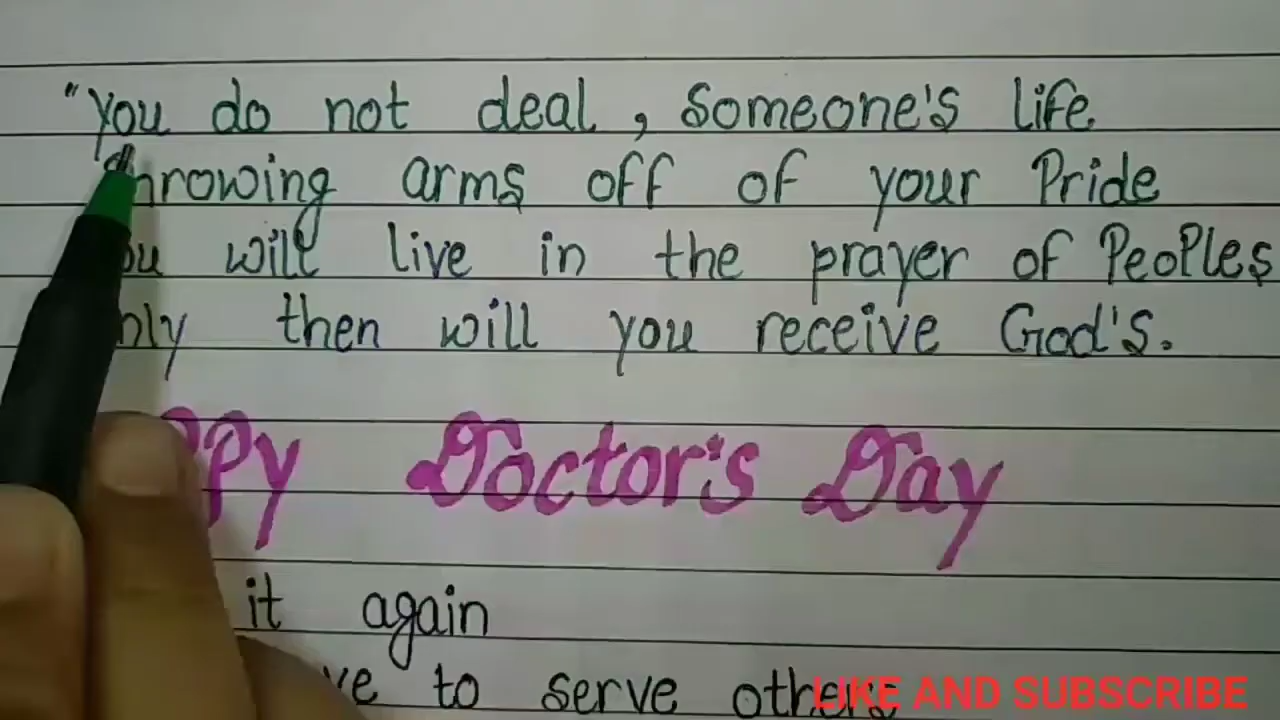 "You do not deal, Someone's life
throwing arms off of your Pride
will live in the prayer of Peoples
then will you receive God's.
Doctor's Day
it again
to serve others
LIKE AND SUBSCRIBE